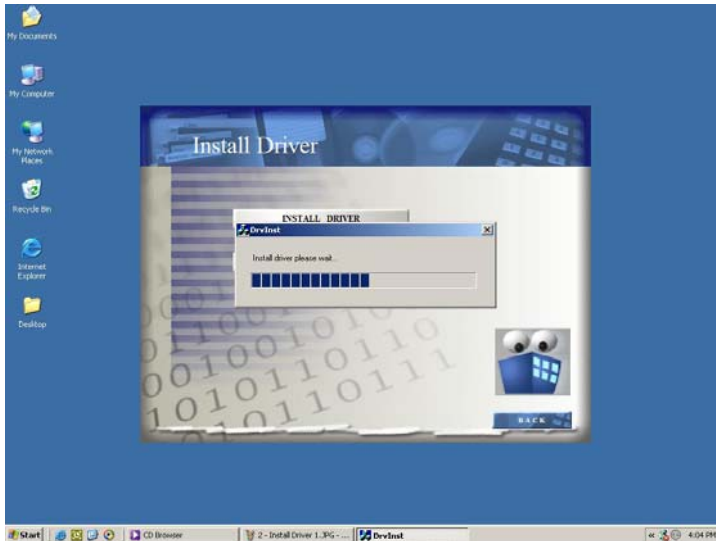 My Documents
My Computer
My Network
Places
Recycle Bin
Internet
Explorer
Desktop
Install Driver
INSTALL DRIVER
DrvInst
Install driver please wait...
BACK
Start
CD Browser
2 - Install Driver 1.JPG - ...
DrvInst
4:04 PM